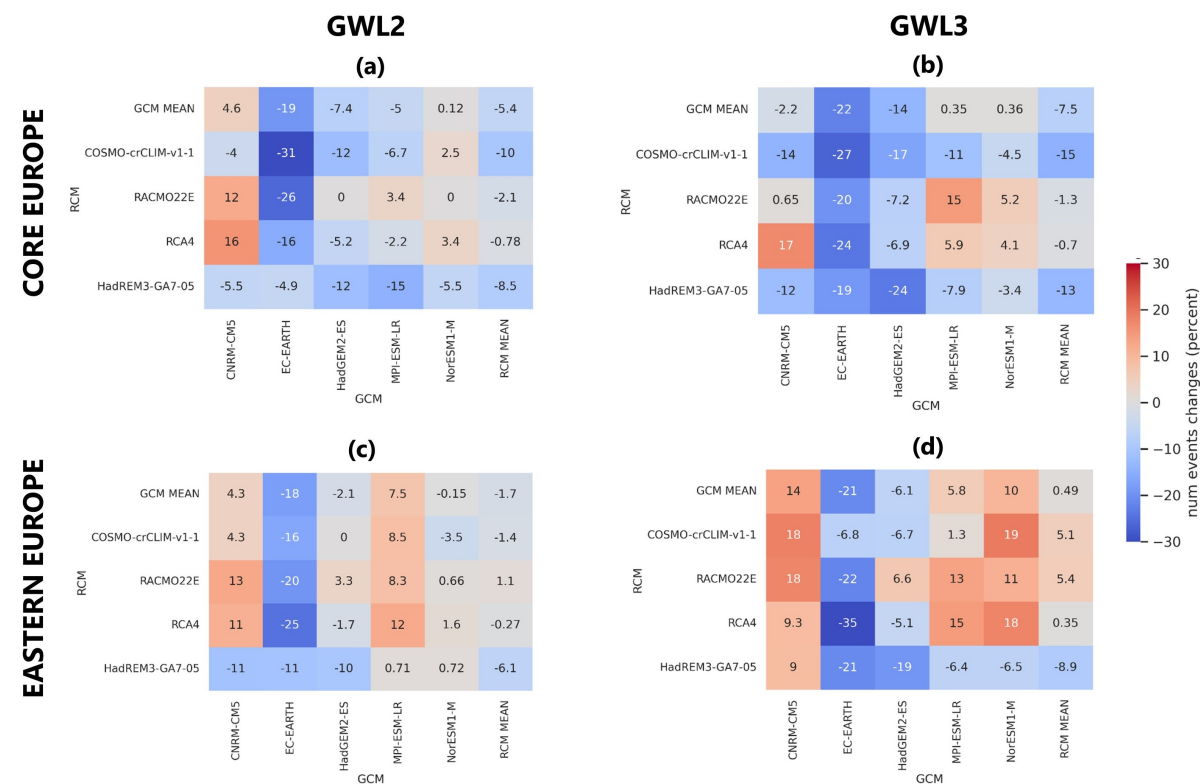 GWL2
GWL3
(a)
(b)
CORE EUROPE
RCM
GCM MEAN 4.6 -19 -7.4 -5 0.12 -5.4
COSMO-crCLIM-v1-1 -4 -31 -12 -6.7 2.5 -10
RACMO22E 12 -26 0 3.4 0 -2.1
RCA4 16 -16 -5.2 -2.2 3.4 -0.78
HadREM3-GA7-05 -5.5 -4.9 -12 -15 -5.5 -8.5
CNRM-CM5 EC-EARTH HadGEM2-ES MPI-ESM-LR NorESM1-M RCM MEAN
GCM
RCM
GCM MEAN -2.2 -22 -14 0.35 0.36 -7.5
COSMO-crCLIM-v1-1 -14 -27 -17 -11 -4.5 -15
RACMO22E 0.65 -20 -7.2 15 5.2 -1.3
RCA4 17 -24 -6.9 5.9 4.1 -0.7
HadREM3-GA7-05 -12 -19 -24 -7.9 -3.4 -13
CNRM-CM5 EC-EARTH HadGEM2-ES MPI-ESM-LR NorESM1-M RCM MEAN
GCM
30
20
10
0
-10
-20
-30
num events changes (percent)
(c)
(d)
EASTERN EUROPE
RCM
GCM MEAN 4.3 -18 -2.1 7.5 -0.15 -1.7
COSMO-crCLIM-v1-1 4.3 -16 0 8.5 -3.5 -1.4
RACMO22E 13 -20 3.3 8.3 0.66 1.1
RCA4 11 -25 -1.7 12 1.6 -0.27
HadREM3-GA7-05 -11 -11 -10 0.71 0.72 -6.1
CNRM-CM5 EC-EARTH HadGEM2-ES MPI-ESM-LR NorESM1-M RCM MEAN
GCM
RCM
GCM MEAN 14 -21 -6.1 5.8 10 0.49
COSMO-crCLIM-v1-1 18 -6.8 -6.7 1.3 19 5.1
RACMO22E 18 -22 6.6 13 11 5.4
RCA4 9.3 -35 -5.1 15 18 0.35
HadREM3-GA7-05 9 -21 -19 -6.4 -6.5 -8.9
CNRM-CM5 EC-EARTH HadGEM2-ES MPI-ESM-LR NorESM1-M RCM MEAN
GCM